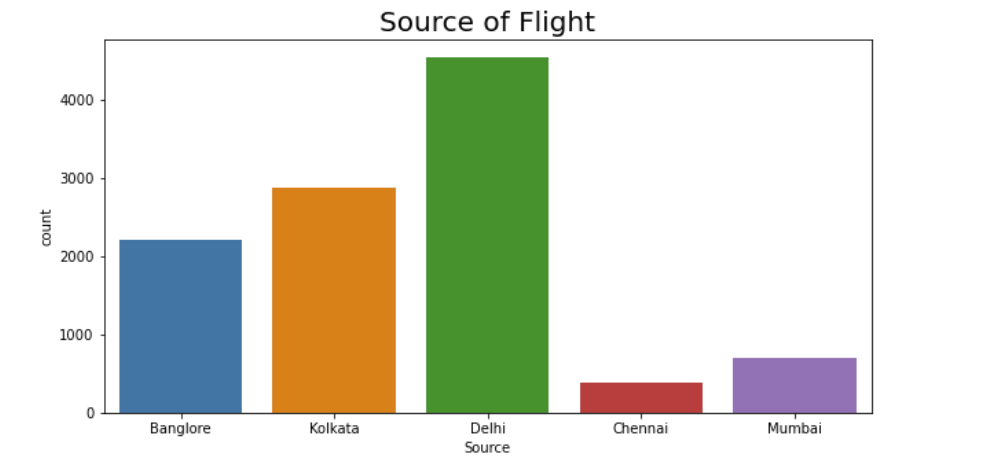 Source of Flight
4000
3000
2000
1000
0
count
Banglore Kolkata Delhi Chennai Mumbai
Source